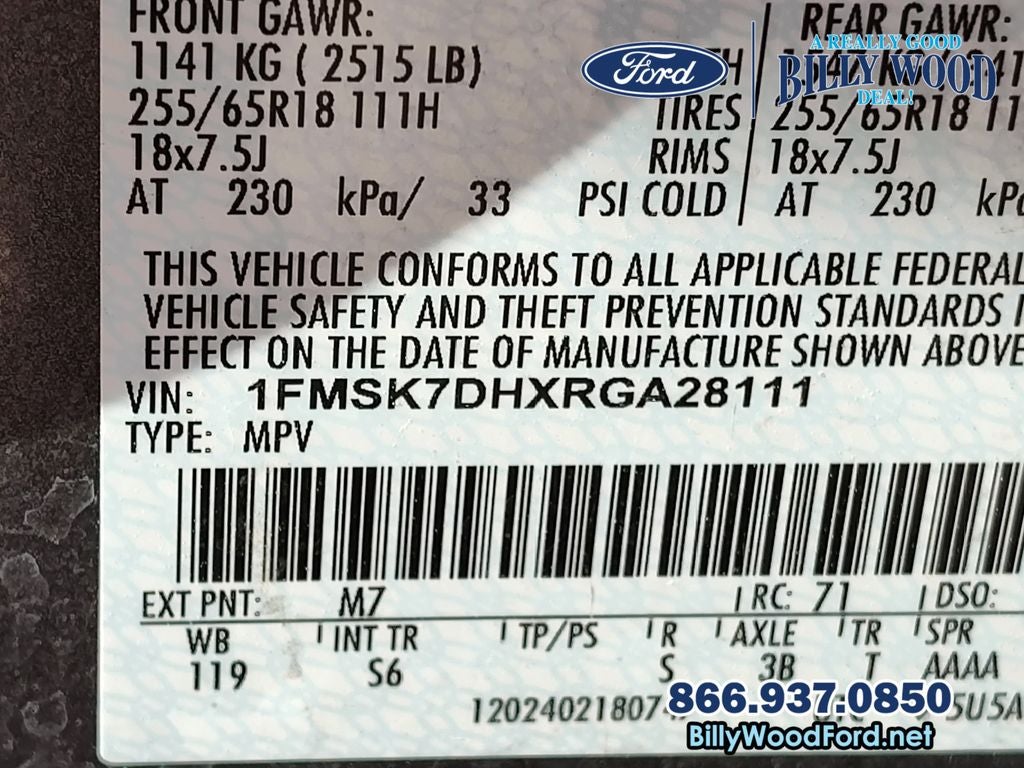 FRONT GAWR:
REAR GAWR:
1141 KG ( 2515 LB)
Ford
A REALLY GOOD
BILLY WOOD
DEAL!
255/65R18 111H
TIRES
255/65R18 11
18x7.5J
RIMS
18x7.5J
AT 230 kPa/ 33 PSI COLD
AT 230 kPa
THIS VEHICLE CONFORMS TO ALL APPLICABLE FEDERAL
VEHICLE SAFETY AND THEFT PREVENTION STANDARDS I
EFFECT ON THE DATE OF MANUFACTURE SHOWN ABOVE
VIN: 1FMSK7DHXRGA28111
TYPE: MPV
EXT PNT: M7 RC: 71 DSO:
WB INT TR TP/PS R AXLE TR SPR
119 S6 S 3B T AAAA
866.937.0850
BillyWoodFord.net